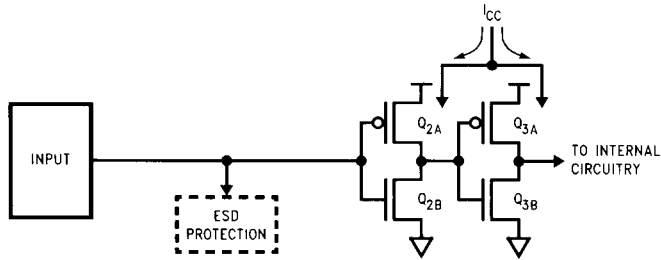 ICC
Q2A
Q3A
INPUT
TO INTERNAL
CIRCUITRY
Q2B
Q3B
ESD
PROTECTION